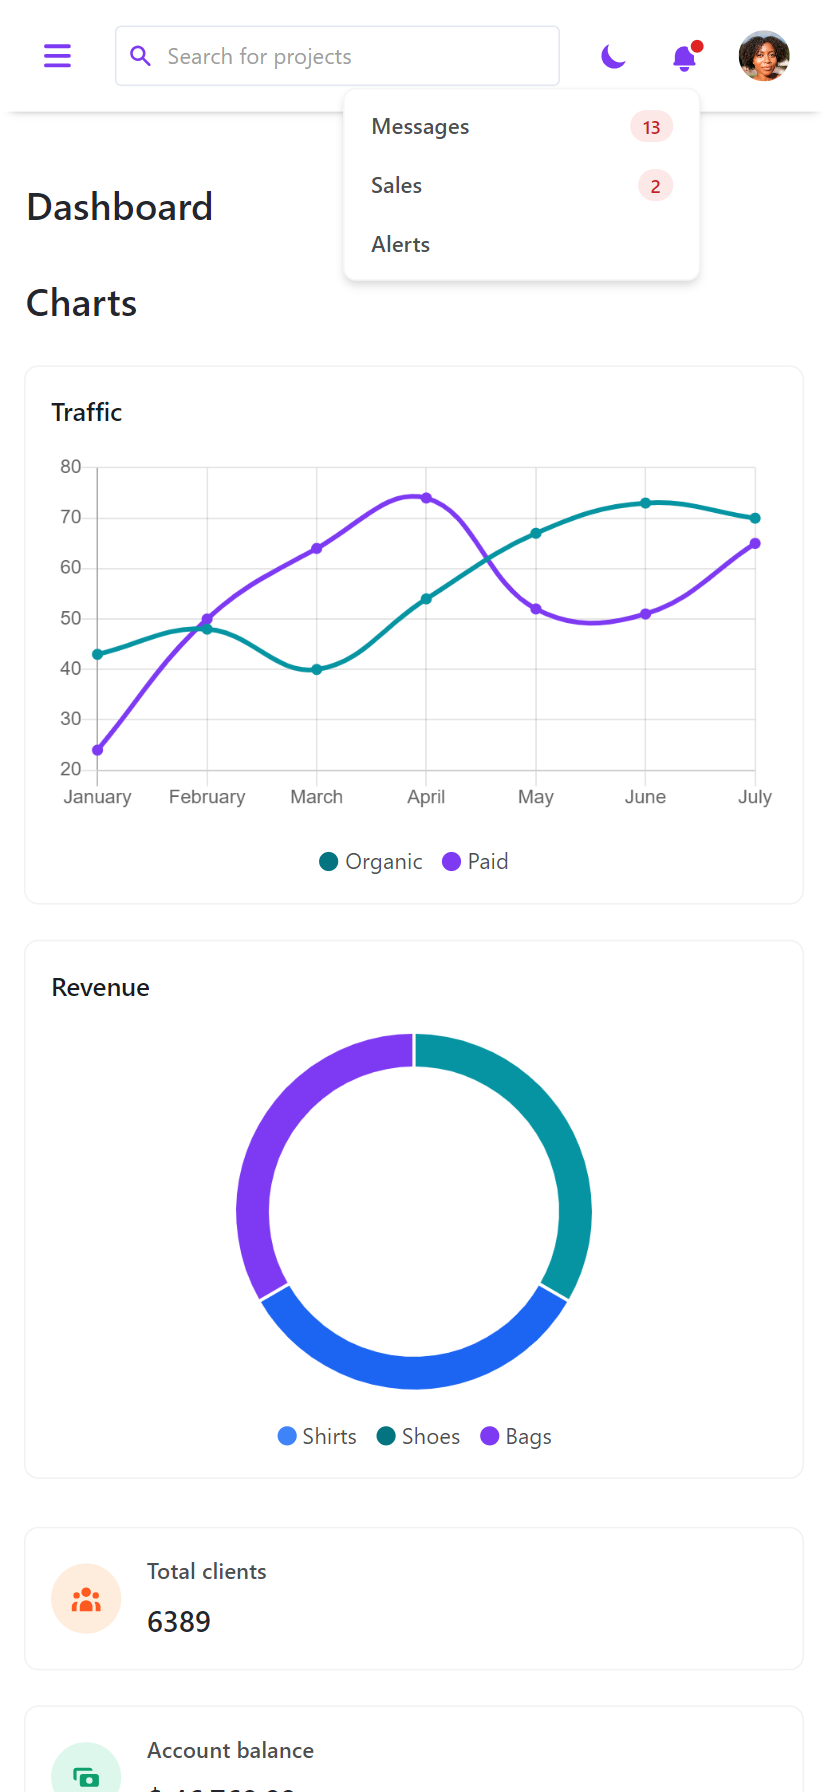 Search for projects
Messages 13
Sales 2
Alerts
Dashboard
Charts
Traffic
80
70
60
50
40
30
20
January February March April May June July
Organic Paid
Revenue
Shirts Shoes Bags
Total clients
6389
Account balance